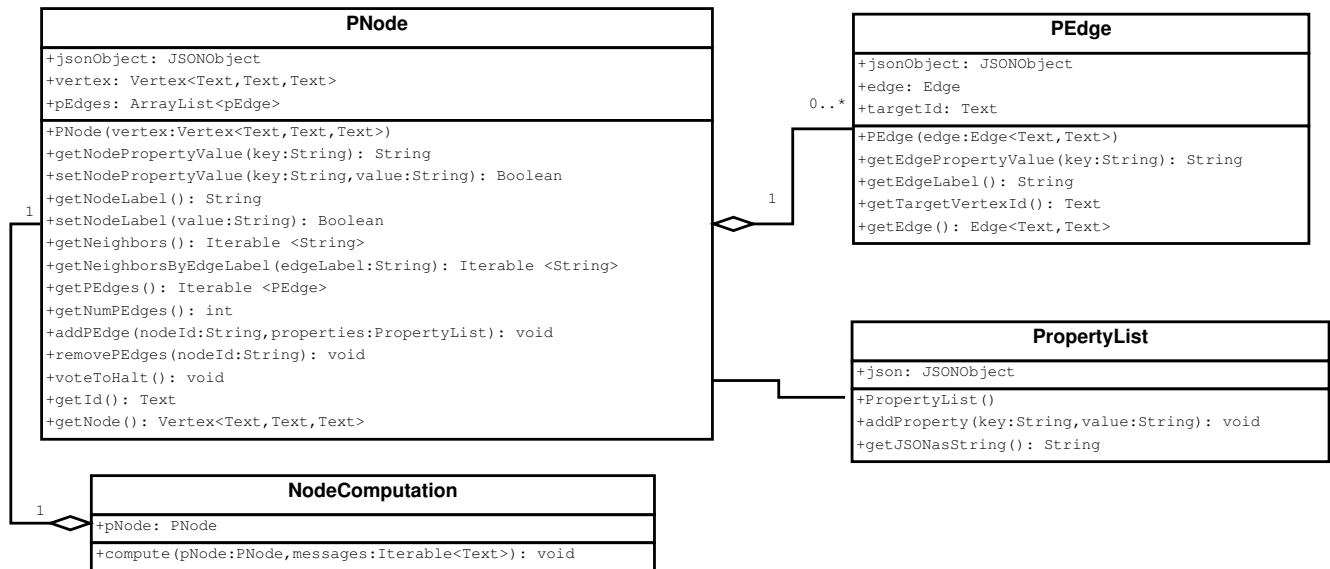 PNode
+jsonObject: JSONObject
+vertex: Vertex<Text,Text,Text>
+pEdges: ArrayList<pEdge>
+PNode(vertex:Vertex<Text,Text,Text>)
+getNodePropertyValue(key:String): String
+setNodePropertyValue(key:String,value:String): Boolean
+getNodeLabel(): String
+setNodeLabel(value:String): Boolean
+getNeighbors(): Iterable <String>
+getNeighborsByEdgeLabel(edgeLabel:String): Iterable <String>
+getPEdges(): Iterable <PEdge>
+getNumPEdges(): int
+addPEdge(nodeId:String,properties:PropertyList): void
+removePEdges(nodeId:String): void
+voteToHalt(): void
+getId(): Text
+getNode(): Vertex<Text,Text,Text>
1
1
0..*
PEdge
+jsonObject: JSONObject
+edge: Edge
+targetId: Text
+PEdge(edge:Edge<Text,Text>)
+getEdgePropertyValue(key:String): String
+getEdgeLabel(): String
+getTargetVertexId(): Text
+getEdge(): Edge<Text,Text>
PropertyList
+json: JSONObject
+PropertyList()
+addProperty(key:String,value:String): void
+getJSONasString(): String
1
NodeComputation
+pNode: PNode
+compute(pNode:PNode,messages:Iterable<Text>): void